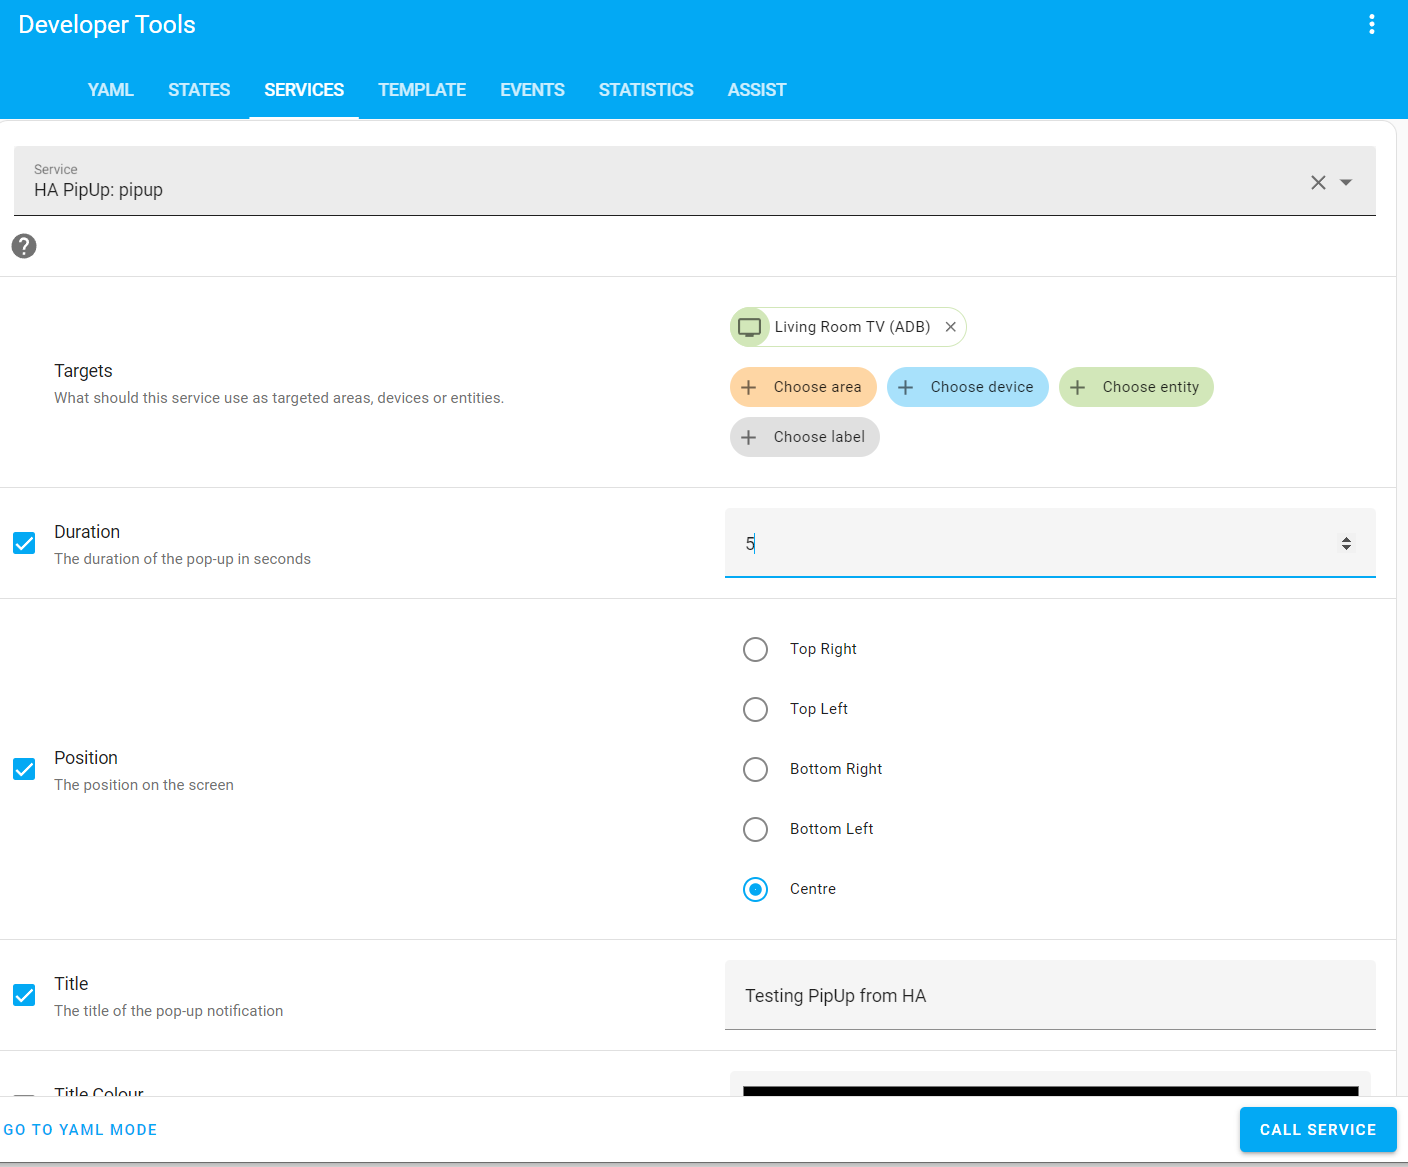 Developer Tools
YAML STATES SERVICES TEMPLATE EVENTS STATISTICS ASSIST
Service
HA PipUp: pipup
?
Living Room TV (ADB)
Targets
What should this service use as targeted areas, devices or entities.
Choose area Choose device Choose entity
Choose label
Duration
The duration of the pop-up in seconds
5
Position
The position on the screen
Top Right
Top Left
Bottom Right
Bottom Left
Centre
Title
The title of the pop-up notification
Testing PipUp from HA
Title Colour
GO TO YAML MODE
CALL SERVICE